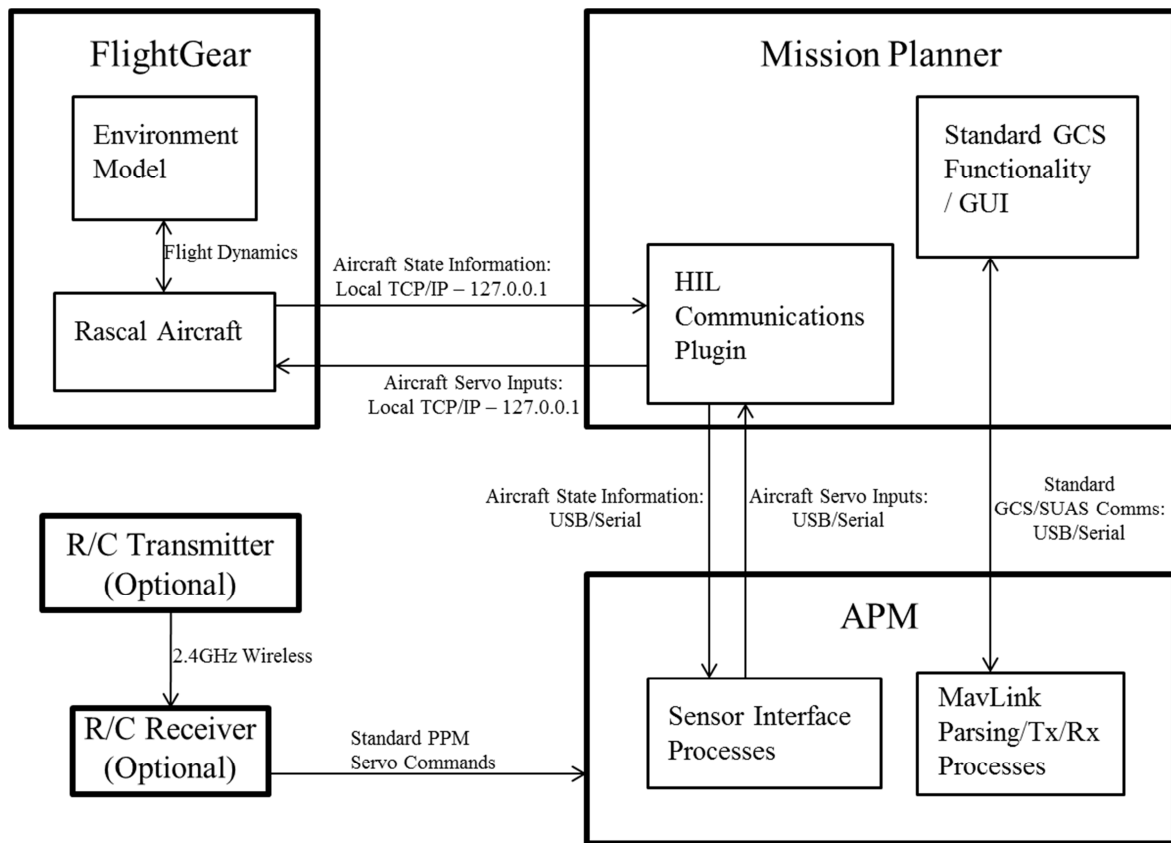 FlightGear
Environment
Model
Flight Dynamics
Rascal Aircraft
Aircraft State Information:
Local TCP/IP – 127.0.0.1
Aircraft Servo Inputs:
Local TCP/IP – 127.0.0.1
Mission Planner
HIL
Communications
Plugin
Standard GCS
Functionality
/ GUI
Aircraft State Information:
USB/Serial
Aircraft Servo Inputs:
USB/Serial
Standard
GCS/SUAS Comms:
USB/Serial
R/C Transmitter
(Optional)
2.4GHz Wireless
R/C Receiver
(Optional)
Standard PPM
Servo Commands
APM
Sensor Interface
Processes
MavLink
Parsing/Tx/Rx
Processes